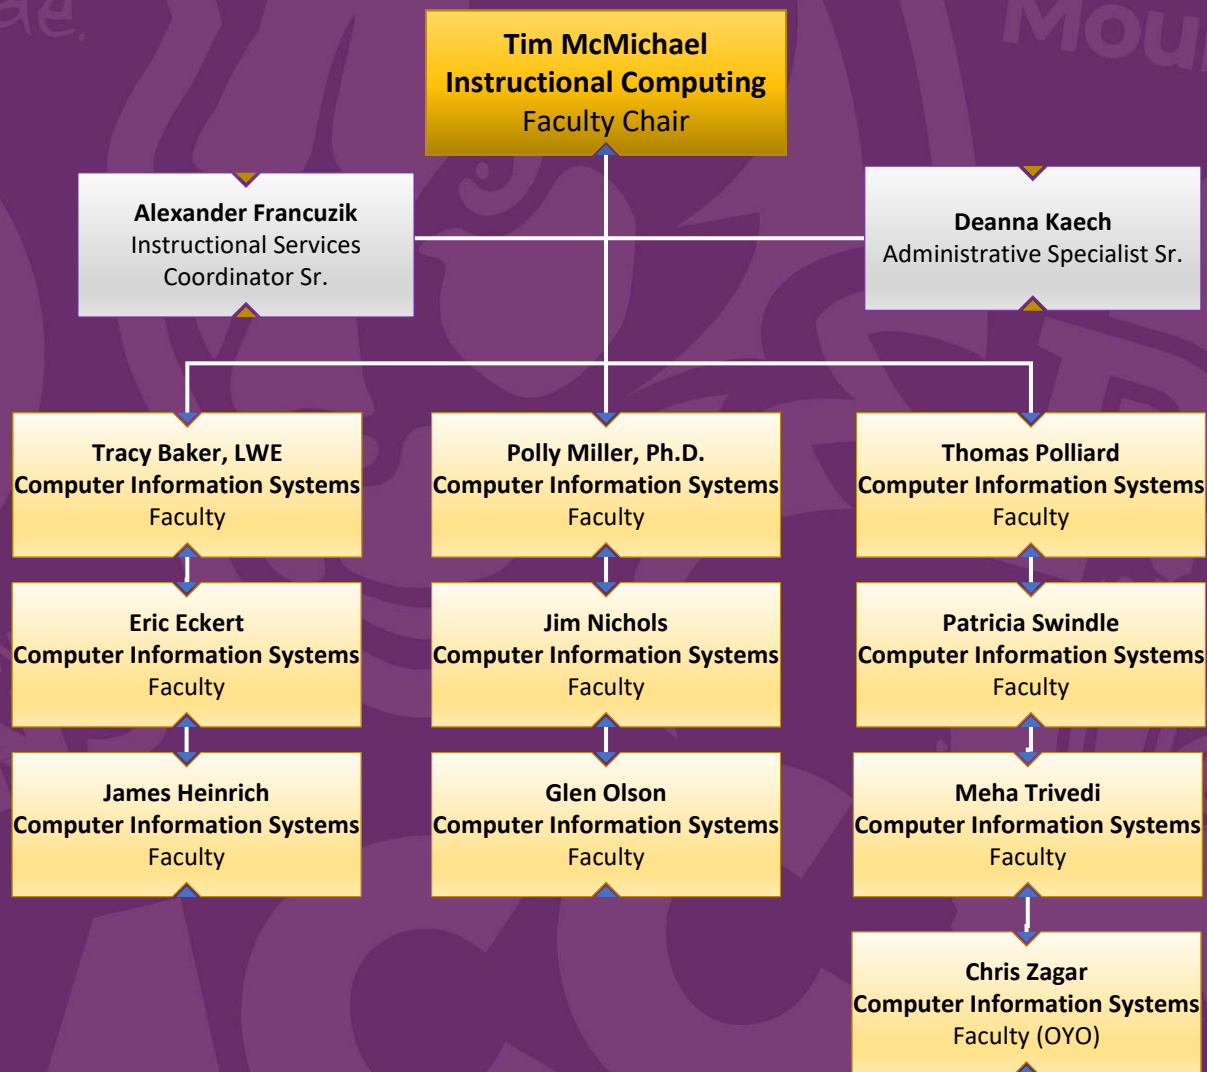 Tim McMichael
Instructional Computing
Faculty Chair
Alexander Francuzik
Instructional Services
Coordinator Sr.
Deanna Kaech
Administrative Specialist Sr.
Tracy Baker, LWE
Computer Information Systems
Faculty
Polly Miller, Ph.D.
Computer Information Systems
Faculty
Thomas Polliard
Computer Information Systems
Faculty
Eric Eckert
Computer Information Systems
Faculty
Jim Nichols
Computer Information Systems
Faculty
Patricia Swindle
Computer Information Systems
Faculty
James Heinrich
Computer Information Systems
Faculty
Glen Olson
Computer Information Systems
Faculty
Meha Trivedi
Computer Information Systems
Faculty
Chris Zagar
Computer Information Systems
Faculty (OYO)